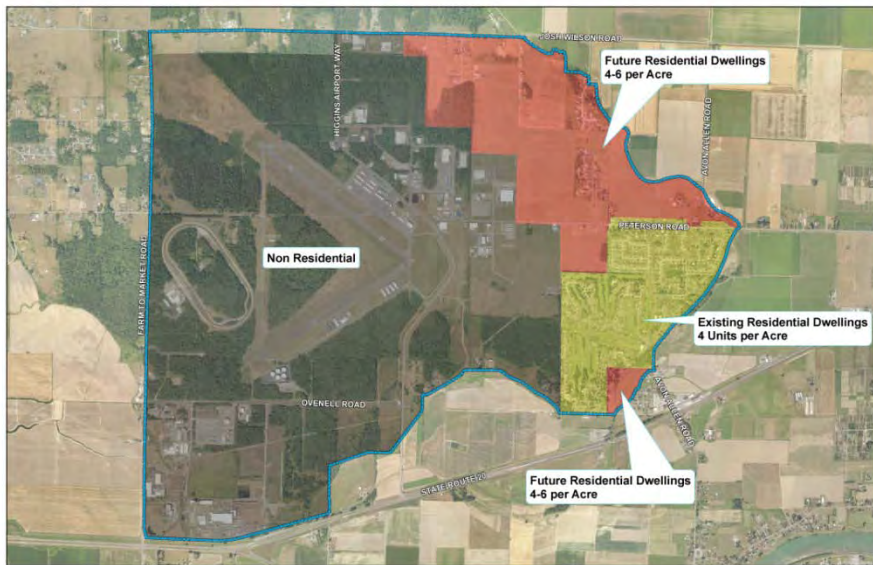 JOSH WILSON ROAD
Future Residential Dwellings
4-6 per Acre
HIGGINS AIRPORT WAY
AVON ALLEN ROAD
PETERSON ROAD
Non Residential
FARM TO MARKET ROAD
Existing Residential Dwellings
4 Units per Acre
OVENELL ROAD
AVON ALLEN ROAD
STATE ROUTE 20
Future Residential Dwellings
4-6 per Acre